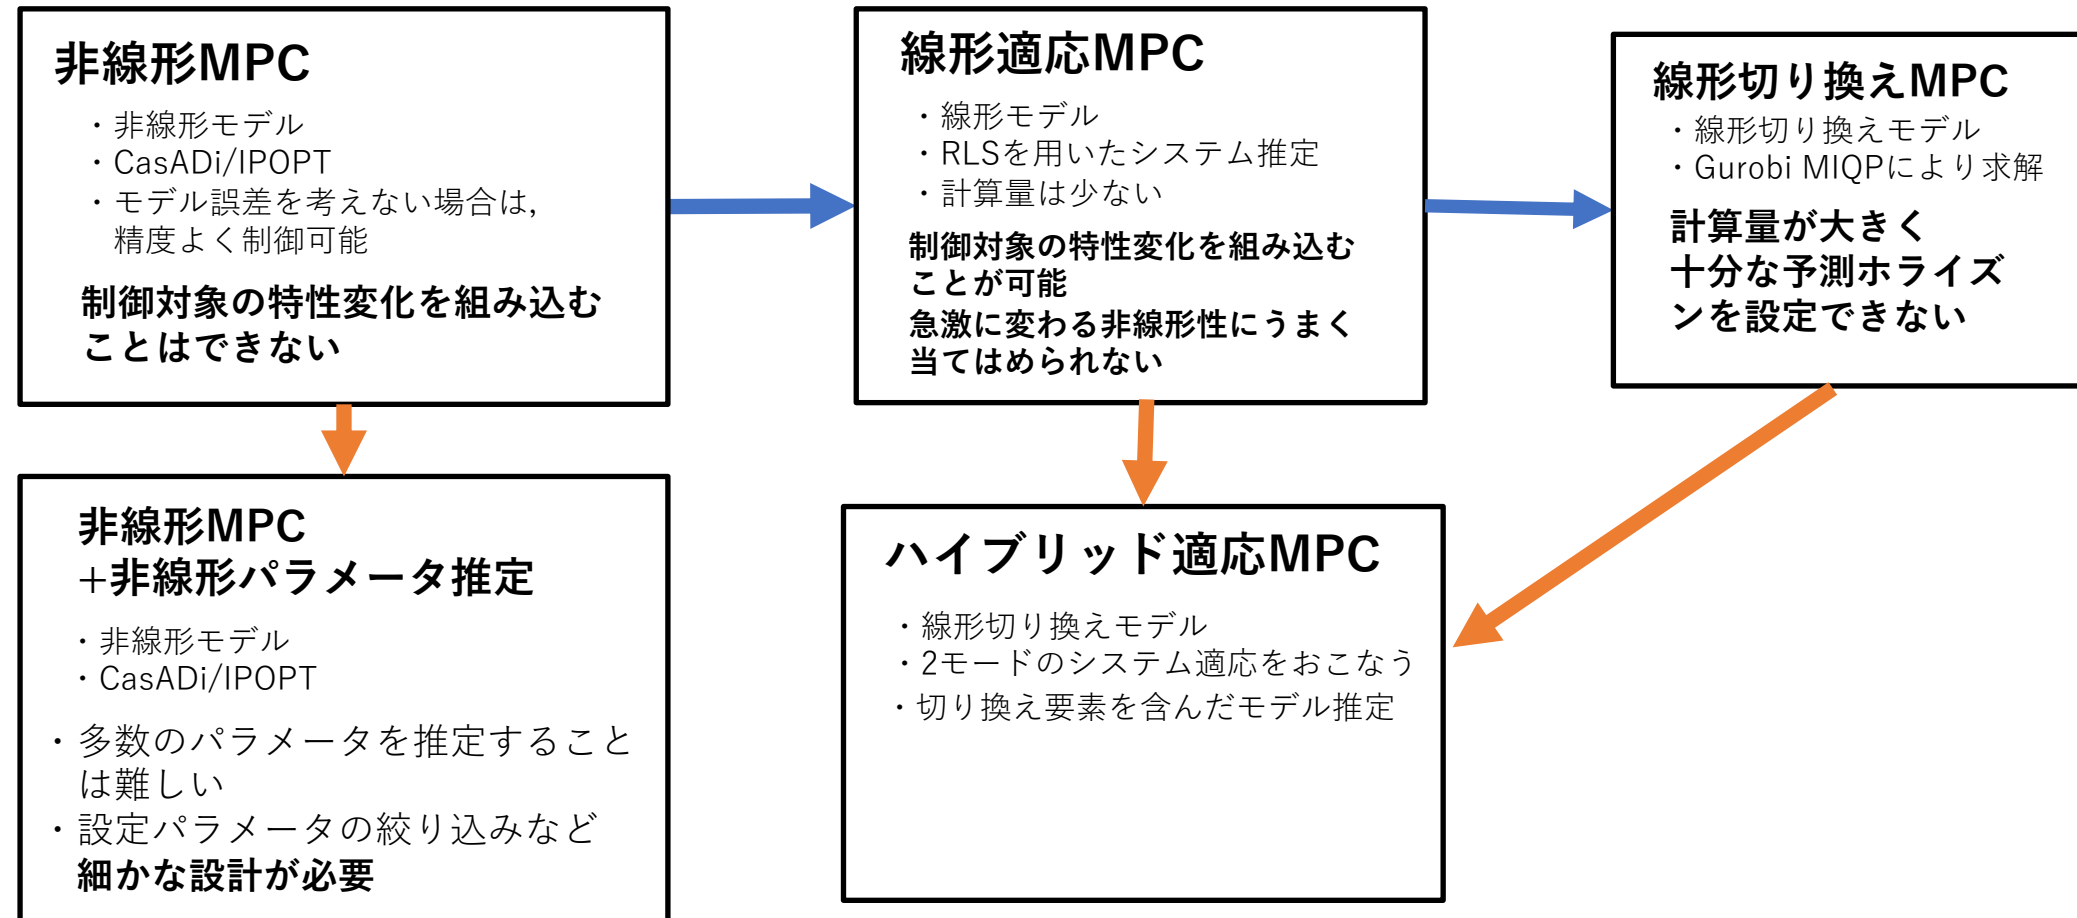 非線形MPC
・非線形モデル
・CasADi/IPOPT
・モデル誤差を考えない場合は,
精度よく制御可能
制御対象の特性変化を組み込む
ことはできない
線形適応MPC
・線形モデル
・RLSを用いたシステム推定
・計算量は少ない
制御対象の特性変化を組み込む
ことが可能
急激に変わる非線形性にうまく
当てはめられない
線形切り換えMPC
・線形切り換えモデル
・Gurobi MIQPにより求解
計算量が大きく
十分な予測ホライズ
ンを設定できない
非線形MPC
+非線形パラメータ推定
・非線形モデル
・CasADi/IPOPT
・多数のパラメータを推定すること
は難しい
・設定パラメータの絞り込みなど
細かな設計が必要
ハイブリッド適応MPC
・線形切り換えモデル
・2モードのシステム適応をおこなう
・切り換え要素を含んだモデル推定